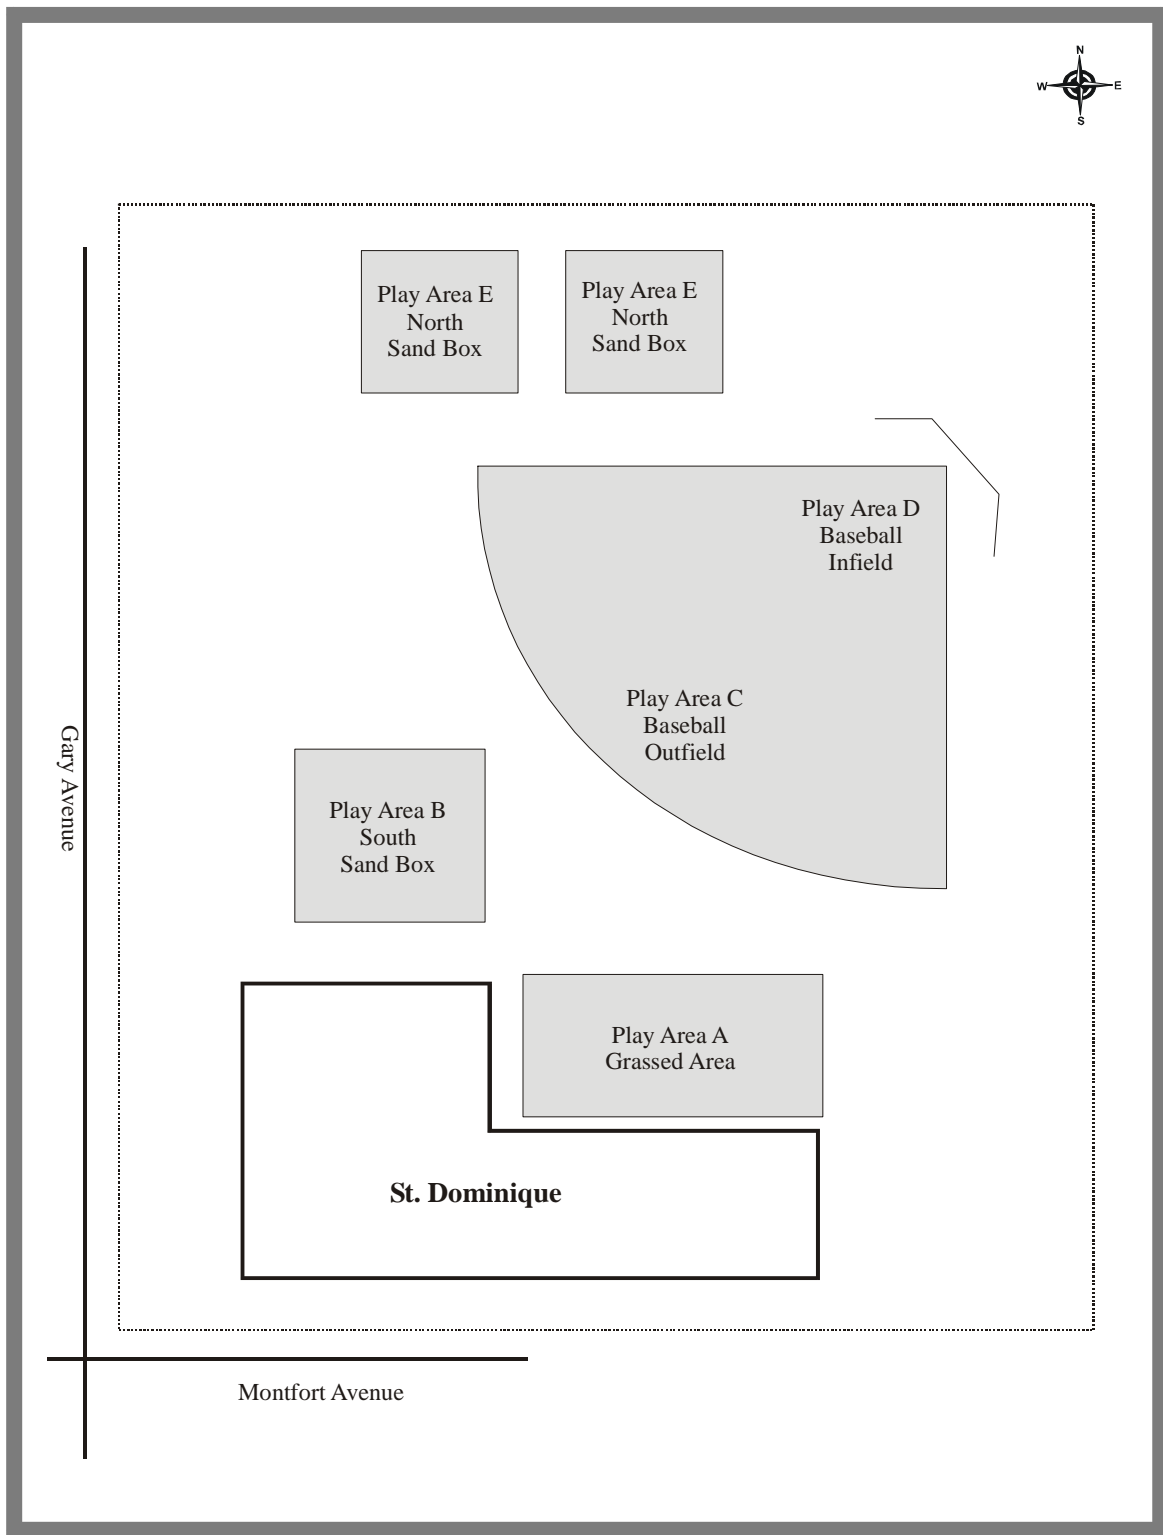 N
W E
S
Play Area E
North
Sand Box
Play Area E
North
Sand Box
Play Area D
Baseball
Infield
Play Area C
Baseball
Outfield
Gary Avenue
Play Area B
South
Sand Box
Play Area A
Grassed Area
St. Dominique
Montfort Avenue